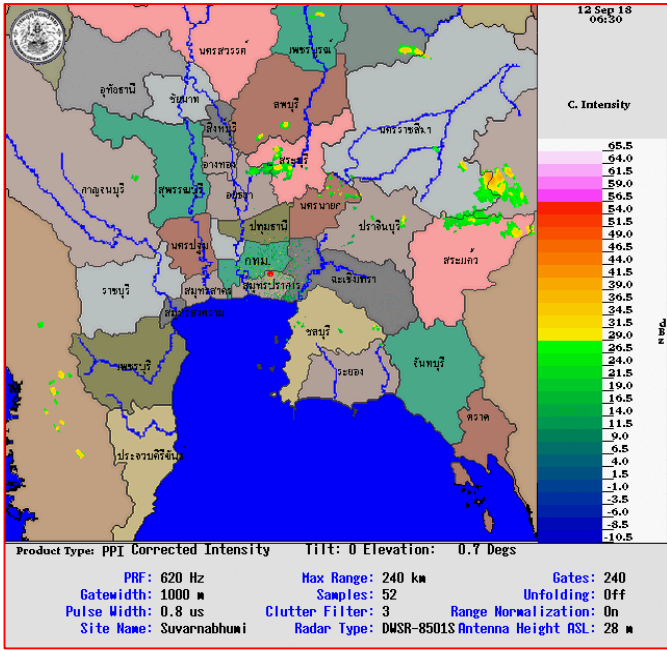 12 Sep 18
06:30
C. Intensity
65.5
64.0
61.5
59.0
56.5
54.0
51.5
49.0
46.5
44.0
41.5
39.0
36.5
34.0
31.5
29.0
26.5
24.0
21.5
19.0
16.5
14.0
11.5
9.0
6.5
4.0
1.5
-1.0
-3.5
-6.0
-8.5
-10.5
นครสวรรค์
เพชรบูรณ์
อุทัยธานี
ชัยนาท
ลพบุรี
สิงหบุรี
นครราชสีมา
อ่างทอง
สระบุรี
กาญจนบุรี
สุพรรณบุรี
อยุธยา
นครนายก
ปทุมธานี
ปราจีนบุรี
นครปฐม
กทม.
สระแก้ว
ราชบุรี
สมุทรสาคร
สมุทรปราการ
ฉะเชิงเทรา
สมุทรสงคราม
ชลบุรี
เพชรบุรี
ระยอง
จันทบุรี
ตราด
ประจวบคีรีขันธ์
Product Type: PPI Corrected Intensity Tilt: 0 Elevation: 0.7 Degs
PRF: 620 Hz Max Range: 240 km Gates: 240
Gatewidth: 1000 m Samples: 52 Unfolding: Off
Pulse Width: 0.8 us Clutter Filter: 3 Range Normalization: On
Site Name: Suvarnabhumi Radar Type: DWSR-8501S Antenna Height ASL: 28 m